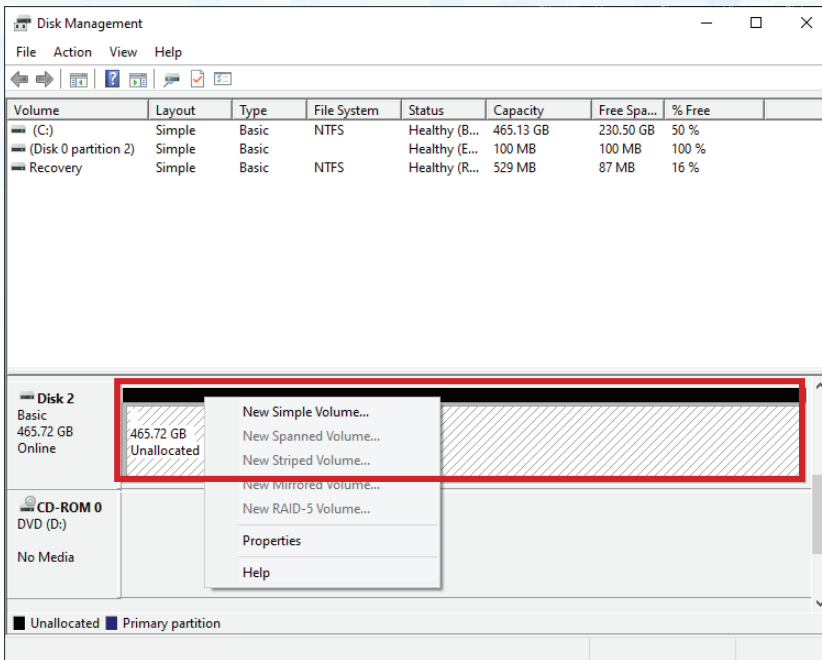 Disk Management
File Action View Help
Volume Layout Type File System Status Capacity Free Spa... % Free
(C:) Simple Basic NTFS Healthy (B... 465.13 GB 230.50 GB 50 %
(Disk 0 partition 2) Simple Basic Healthy (E... 100 MB 100 MB 100 %
Recovery Simple Basic NTFS Healthy (R... 529 MB 87 MB 16 %
Disk 2
Basic
465.72 GB
Online
465.72 GB
Unallocated
New Simple Volume...
New Spanned Volume...
New Striped Volume...
New Mirrored Volume...
New RAID-5 Volume...
Properties
Help
CD-ROM 0
DVD (D:)
No Media
Unallocated Primary partition